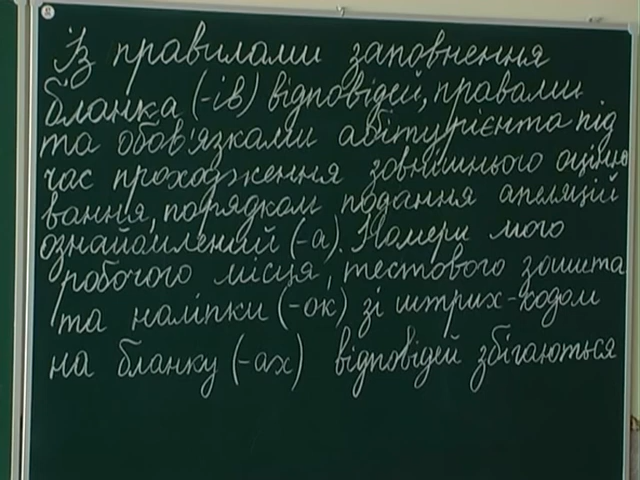 Із правилами заповнення
бланка (-ів) відповідей, правами
та обов'язками абітурієнта під
час проходження зовнішнього оціню
вання, порядком подання апеляцій
ознайомлений (-а). Номери мого
робочого місця, тестового зошита
та наліпки (-ок) зі штрих-кодом
на бланку (-ах) відповідей збігаються